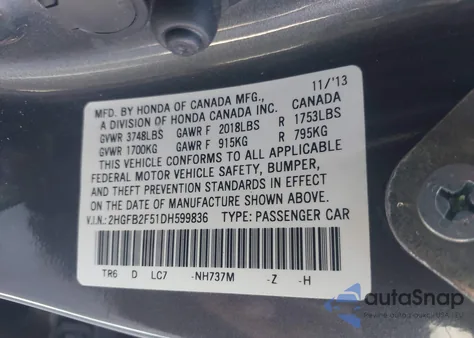 11/'13
MFD. BY HONDA OF CANADA MFG.,
A DIVISION OF HONDA CANADA INC. CANADA
GVWR 3748LBS GAWR F 2018LBS R 1753LBS
GVWR 1700KG GAWR F 915KG R 795KG
THIS VEHICLE CONFORMS TO ALL APPLICABLE
FEDERAL MOTOR VEHICLE SAFETY, BUMPER,
AND THEFT PREVENTION STANDARDS IN EFFECT
ON THE DATE OF MANUFACTURE SHOWN ABOVE.
V.I.N.: 2HGFB2F51DH599836 TYPE: PASSENGER CAR
TR6 D LC7 -NH737M -Z -H
autoSnap